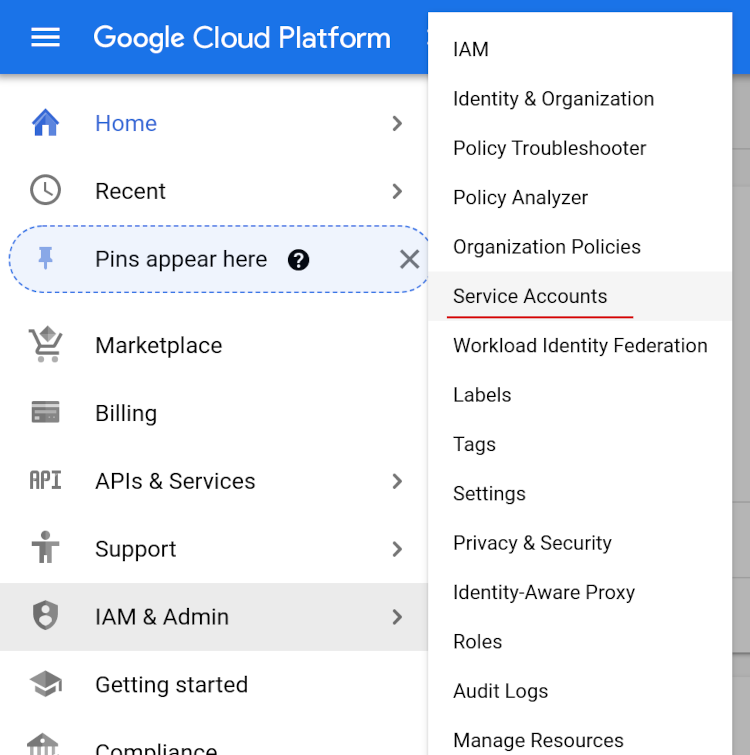 Google Cloud Platform
Home
Recent
Pins appear here ?
Marketplace
Billing
API APIs & Services
Support
IAM & Admin
Getting started
Compliance
IAM
Identity & Organization
Policy Troubleshooter
Policy Analyzer
Organization Policies
Service Accounts
Workload Identity Federation
Labels
Tags
Settings
Privacy & Security
Identity-Aware Proxy
Roles
Audit Logs
Manage Resources